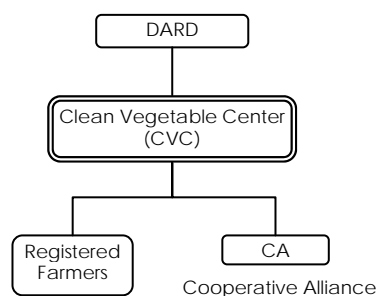 DARD
Clean Vegetable Center
(CVC)
Registered
Farmers
CA
Cooperative Alliance